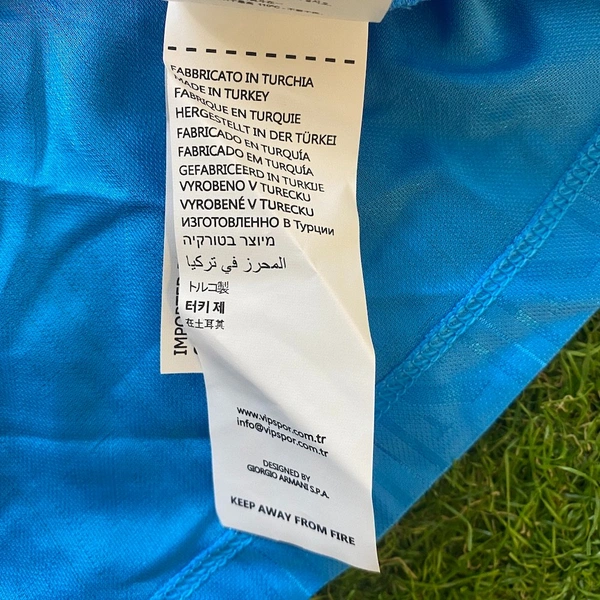 FABBRICATO IN TURCHIA
MADE IN TURKEY
FABRIQUE EN TURQUIE
HERGESTELLT IN DER TÜRKEI
FABRICADO EN TURQUÍA
FABRICADO EM TURQUÍA
GEFABRICEERD IN TURKIJE
VYROBENO V TURECKU
VYROBENÉ V TURECKU
ИЗГОТОВЛЕННО В Турции
מיוצר בטורקיה
المحرز في تركيا
トルコ製
터키 제
在土耳其
www.vipspor.com.tr
info@vipspor.com.tr
DESIGNED BY
GIORGIO ARMANI S.P.A.
KEEP AWAY FROM FIRE